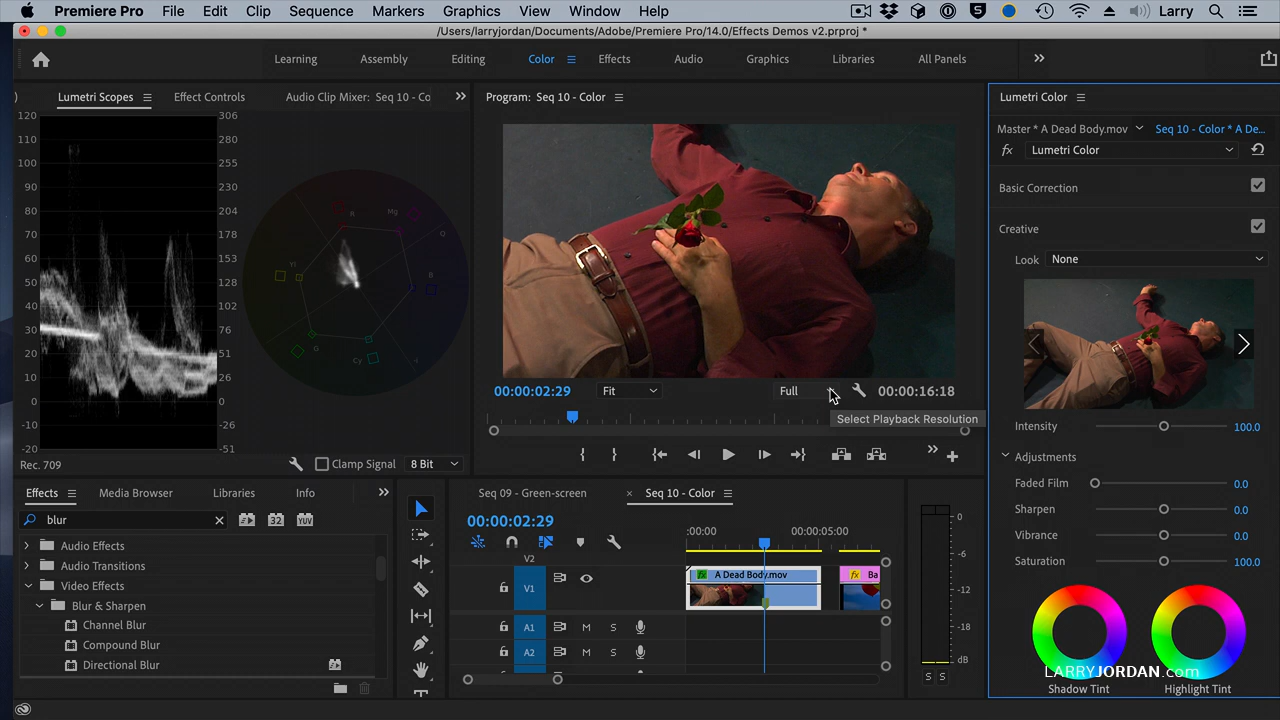 Premiere Pro File Edit Clip Sequence Markers Graphics View Window Help Larry
/Users/larryjordan/Documents/Adobe/Premiere Pro/14.0/Effects Demos v2.prproj *
Learning Assembly Editing Color Effects Audio Graphics Libraries All Panels
Lumetri Scopes Effect Controls Audio Clip Mixer: Seq 10 - Co
120 306
110 280
100 255
90 230
80 204
70 178
60 153
50 128
40 102
30 76
20 51
10 26
0 0
-10 -26
-20 -51
R Mg Q B I Cy G Yl
Rec. 709
Clamp Signal 8 Bit
Program: Seq 10 - Color
00:00:02:29 Fit Full 00:00:16:18
Select Playback Resolution
Lumetri Color
Master * A Dead Body.mov Seq 10 - Color * A De...
fx Lumetri Color
Basic Correction
Creative
Look None
Intensity 100.0
Adjustments
Faded Film 0.0
Sharpen 0.0
Vibrance 0.0
Saturation 100.0
LARRYJORDAN.com
Shadow Tint Highlight Tint
Effects Media Browser Libraries Info
blur 32 YUV
Audio Effects
Audio Transitions
Video Effects
Blur & Sharpen
Channel Blur
Compound Blur
Directional Blur
Seq 09 - Green-screen × Seq 10 - Color
00:00:02:29
:00:00 00:00:05:00
V2
V1 fx A Dead Body.mov fx Ba
A1 M S
A2 M S
0
-6
-12
-18
dB
S S